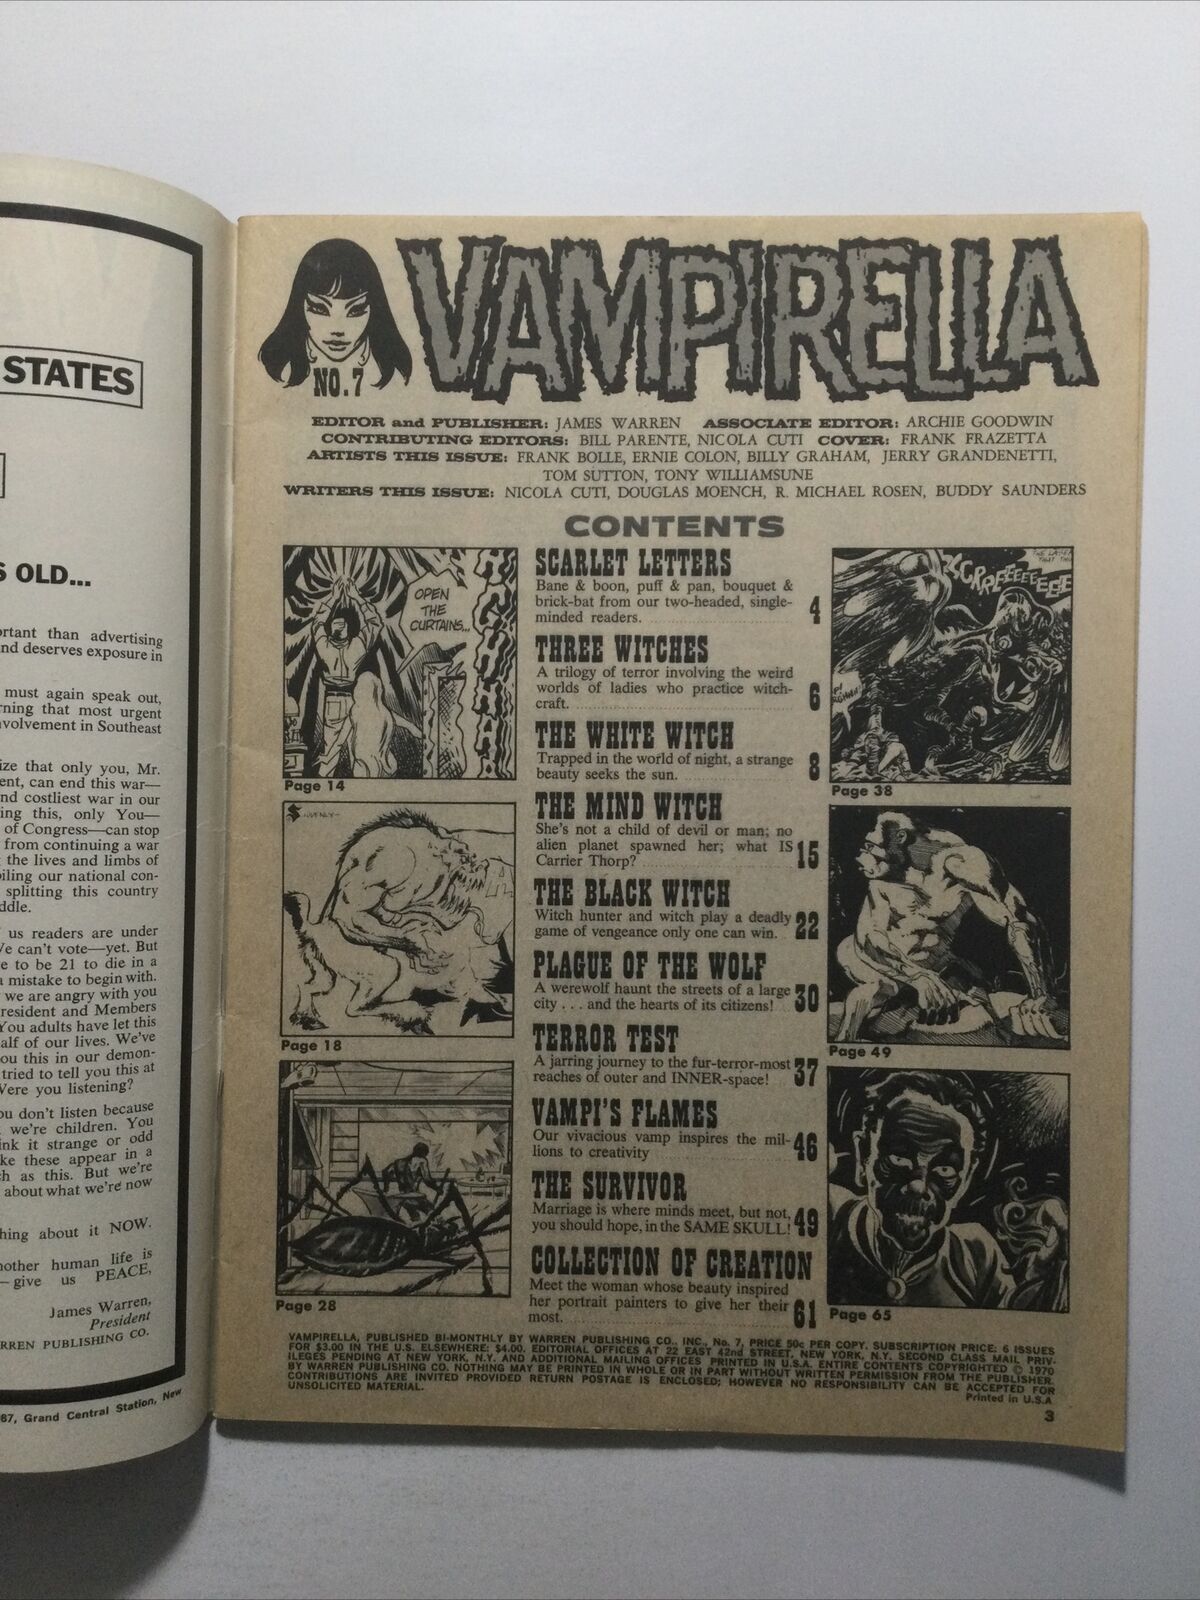 STATES
S OLD...
rtant than advertising
nd deserves exposure in
must again speak out,
rning that most urgent
nvolvement in Southeast
ize that only you, Mr.
ent, can end this war—
nd costliest war in our
ing this, only You—
of Congress—can stop
from continuing a war
the lives and limbs of
oiling our national con-
splitting this country
ddle.
us readers are under
We can't vote—yet. But
e to be 21 to die in a
a mistake to begin with.
we are angry with you
resident and Members
You adults have let this
alf of our lives. We've
ou this in our demon-
tried to tell you this at
Were you listening?
ou don't listen because
we're children. You
ink it strange or odd
ke these appear in a
ch as this. But we're
about what we're now
hing about it NOW.
nother human life is
—give us PEACE,
James Warren,
President
RREN PUBLISHING CO.
67, Grand Central Station, New
VAMPIRELLA
NO.7
EDITOR and PUBLISHER: JAMES WARREN ASSOCIATE EDITOR: ARCHIE GOODWIN
CONTRIBUTING EDITORS: BILL PARENTE, NICOLA CUTI COVER: FRANK FRAZETTA
ARTISTS THIS ISSUE: FRANK BOLLE, ERNIE COLON, BILLY GRAHAM, JERRY GRANDENETTI,
TOM SUTTON, TONY WILLIAMSUNE
WRITERS THIS ISSUE: NICOLA CUTI, DOUGLAS MOENCH, R. MICHAEL ROSEN, BUDDY SAUNDERS
CONTENTS
OPEN
THE
CURTAINS...
Page 14
SUDDENLY—
Page 18
Page 28
SCARLET LETTERS
Bane & boon, puff & pan, bouquet &
brick-bat from our two-headed, single-
minded readers. 4
THREE WITCHES
A trilogy of terror involving the weird
worlds of ladies who practice witch-
craft. 6
THE WHITE WITCH
Trapped in the world of night, a strange
beauty seeks the sun. 8
THE MIND WITCH
She's not a child of devil or man; no
alien planet spawned her; what IS
Carrier Thorp? 15
THE BLACK WITCH
Witch hunter and witch play a deadly
game of vengeance only one can win. 22
PLAGUE OF THE WOLF
A werewolf haunt the streets of a large
city . . . and the hearts of its citizens! 30
TERROR TEST
A jarring journey to the fur-terror-most
reaches of outer and INNER-space! 37
VAMPI'S FLAMES
Our vivacious vamp inspires the mil-
lions to creativity 46
THE SURVIVOR
Marriage is where minds meet, but not,
you should hope, in the SAME SKULL! 49
COLLECTION OF CREATION
Meet the woman whose beauty inspired
her portrait painters to give her their
most. 61
Page 38
Page 49
Page 65
VAMPIRELLA, PUBLISHED BI-MONTHLY BY WARREN PUBLISHING CO. INC., No. 7, PRICE 50c PER COPY. SUBSCRIPTION PRICE: 6 ISSUES
FOR $3.00 IN THE U.S. ELSEWHERE: $4.00. EDITORIAL OFFICES AT 22 EAST 42nd STREET, NEW YORK, N.Y. SECOND CLASS MAIL PRIV-
ILEGES PENDING AT NEW YORK, N.Y. AND ADDITIONAL MAILING OFFICES PRINTED IN U.S.A. ENTIRE CONTENTS COPYRIGHTED © 1970
BY WARREN PUBLISHING CO. NOTHING MAY BE PRINTED IN WHOLE OR IN PART WITHOUT WRITTEN PERMISSION FROM THE PUBLISHER.
CONTRIBUTIONS ARE INVITED PROVIDED RETURN POSTAGE IS ENCLOSED; HOWEVER NO RESPONSIBILITY CAN BE ACCEPTED FOR
UNSOLICITED MATERIAL.
Printed in U.S.A
3